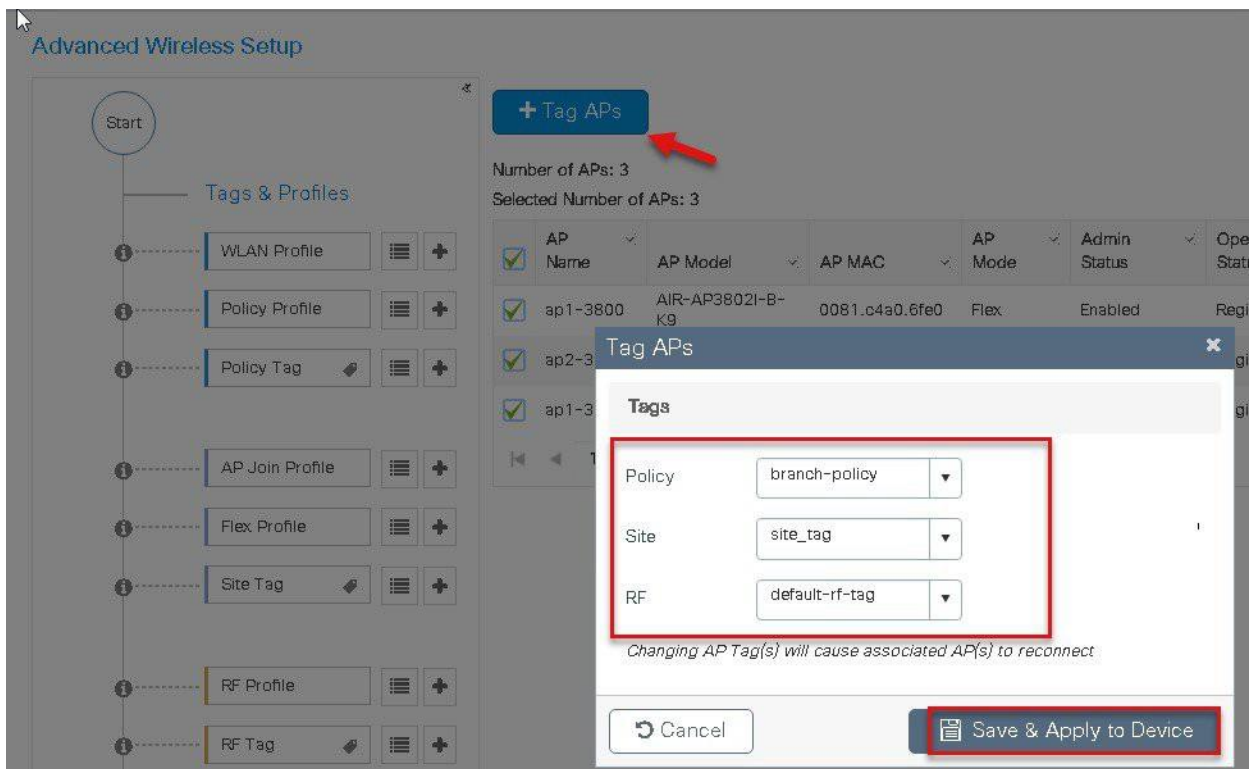 Advanced Wireless Setup
Start
Tags & Profiles
WLAN Profile
Policy Profile
Policy Tag
AP Join Profile
Flex Profile
Site Tag
RF Profile
RF Tag
+ Tag APs
Number of APs: 3
Selected Number of APs: 3
AP Name
AP Model
AP MAC
AP Mode
Admin Status
ap1-3800
AIR-AP3802I-B-K9
0081.c4a0.6fe0
Flex
Enabled
Tag APs
Tags
Policy
branch-policy
Site
site_tag
RF
default-rf-tag
Changing AP Tag(s) will cause associated AP(s) to reconnect
Cancel
Save & Apply to Device